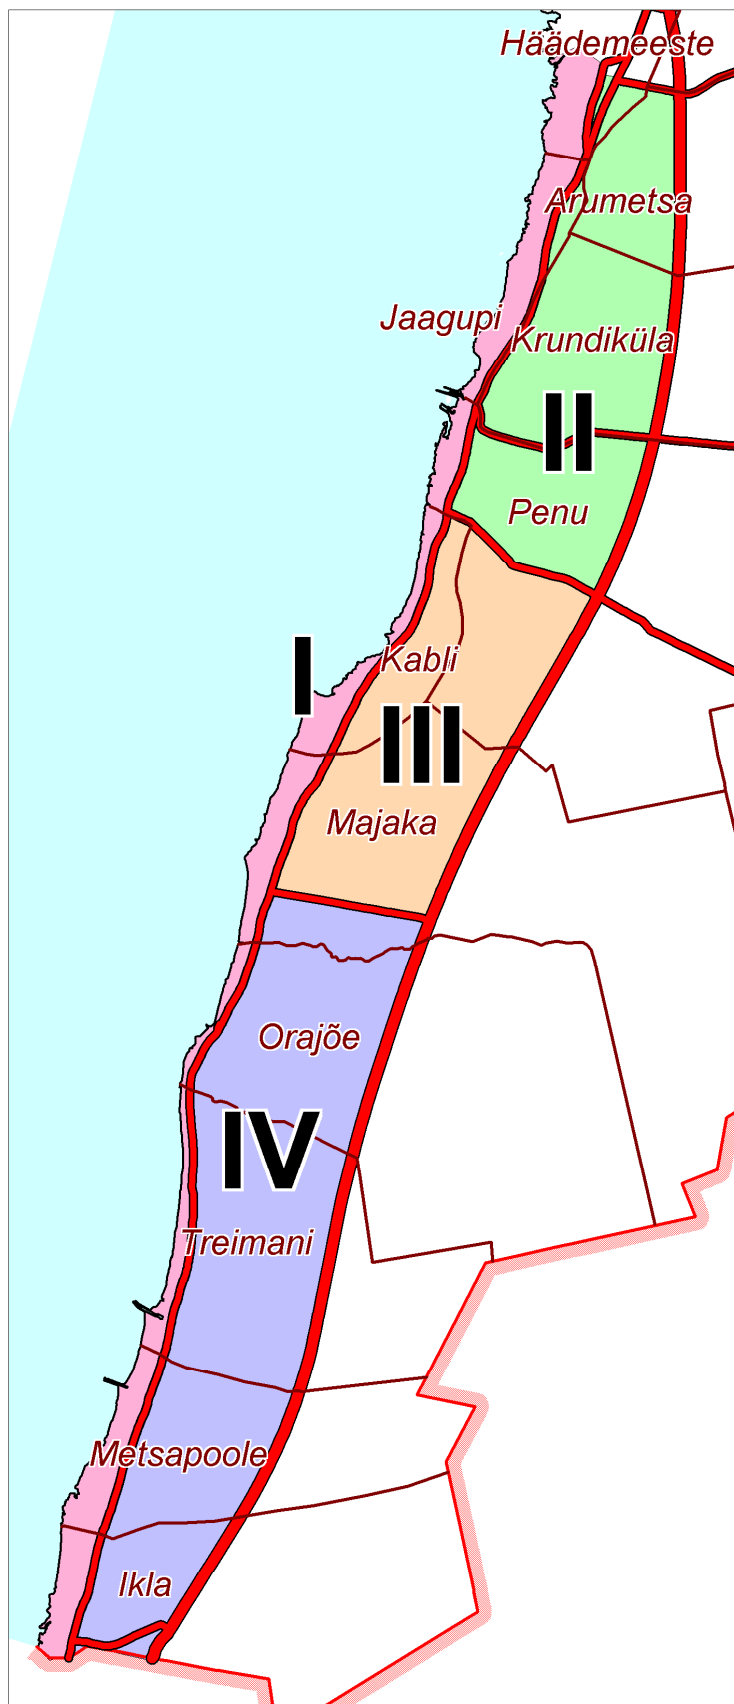 Häädemeeste
Arumetsa
Jaagupi
Krundiküla
II
Penu
I
Kabli
III
Majaka
Orajõe
IV
Treimani
Metsapoole
Ikla